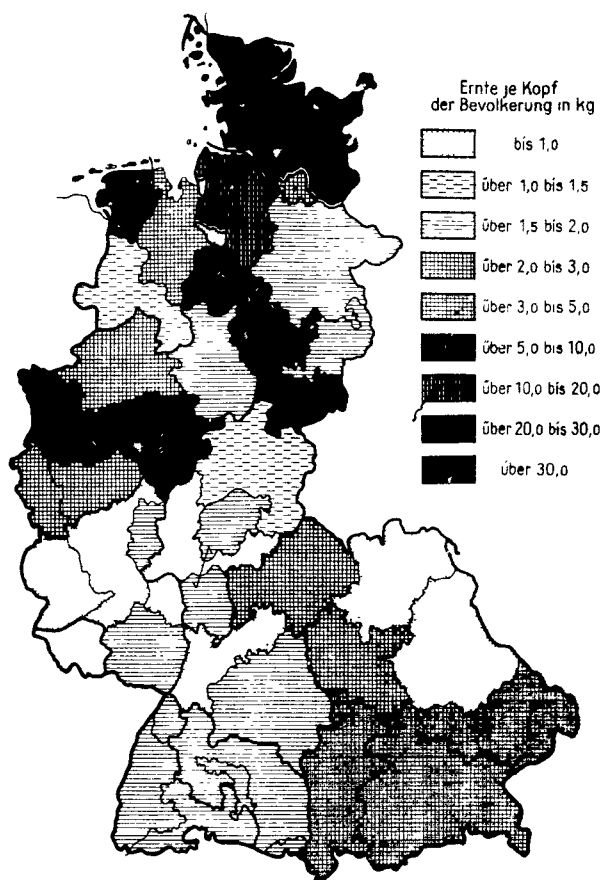 Ernte je Kopf
der Bevolkerung in kg
bis 1,0
über 1,0 bis 1,5
über 1,5 bis 2,0
über 2,0 bis 3,0
über 3,0 bis 5,0
über 5,0 bis 10,0
über 10,0 bis 20,0
über 20,0 bis 30,0
über 30,0